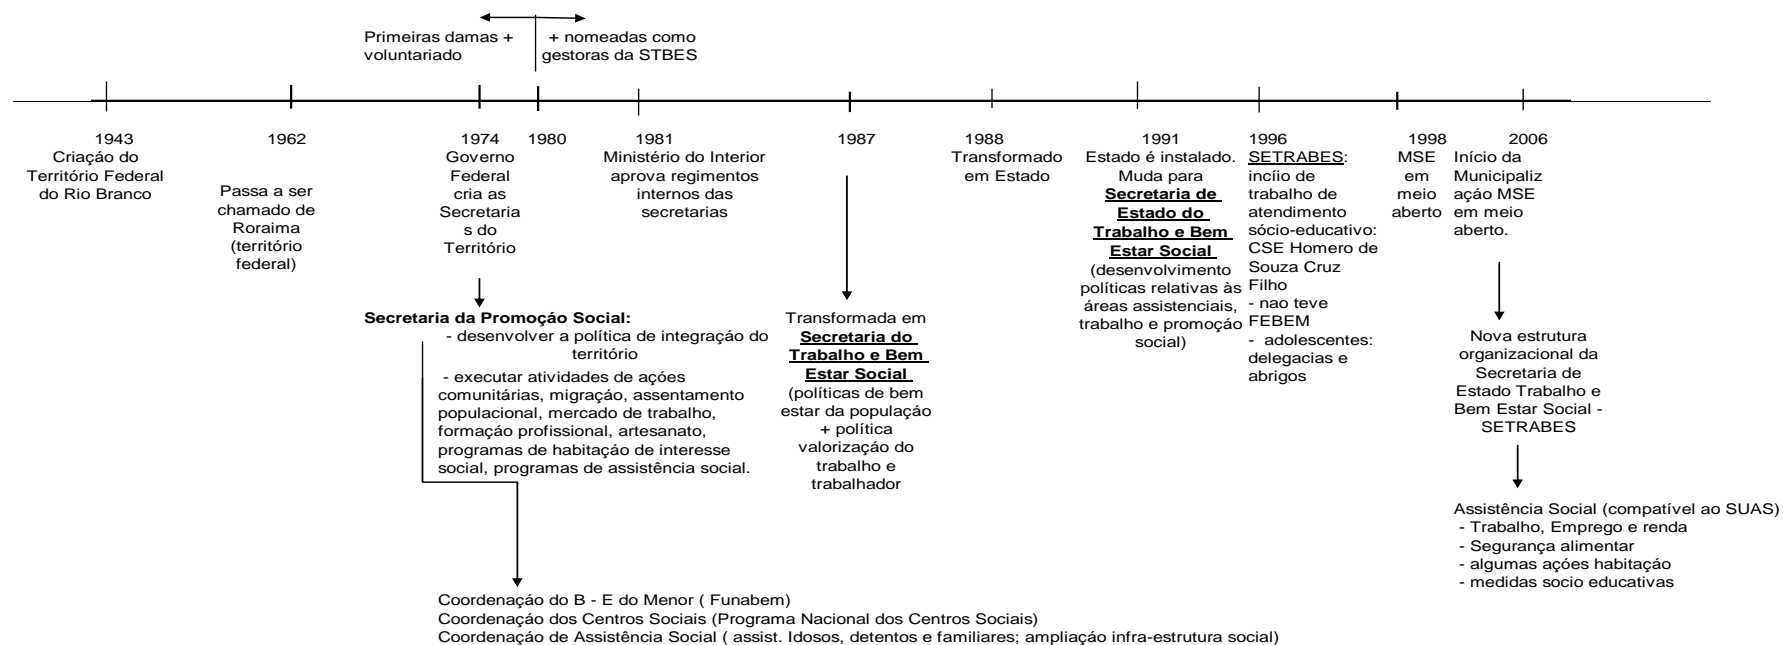 Primeiras damas +
voluntariado
+ nomeadas como
gestoras da STBES
1943
Criação do
Território Federal
do Rio Branco
1962
Passa a ser
chamado de
Roraima
(território
federal)
1974
Governo
Federal
cria as
Secretaria
s do
Território
1980
1981
Ministério do Interior
aprova regimentos
internos das
secretarias
1987
1988
Transformado
em Estado
1991
Estado é instalado.
Muda para
Secretaria de
Estado do
Trabalho e Bem
Estar Social
(desenvolvimento
políticas relativas às
áreas assistenciais,
trabalho e promoção
social)
1996
SETRABES:
incíio de
trabalho de
atendimento
sócio-educativo:
CSE Homero de
Souza Cruz
Filho
- nao teve
FEBEM
- adolescentes:
delegacias e
abrigos
1998
MSE
em
meio
aberto
2006
Início da
Municipaliz
ação MSE
em meio
aberto.
Secretaria da Promoção Social:
- desenvolver a política de integração do
território
- executar atividades de ações
comunitárias, migração, assentamento
populacional, mercado de trabalho,
formação profissional, artesanato,
programas de habitação de interesse
social, programas de assistência social.
Transformada em
Secretaria do
Trabalho e Bem
Estar Social
(políticas de bem
estar da população
+ política
valorização do
trabalho e
trabalhador
Nova estrutura
organizacional da
Secretaria de
Estado Trabalho e
Bem Estar Social -
SETRABES
Assistência Social (compatível ao SUAS)
- Trabalho, Emprego e renda
- Segurança alimentar
- algumas ações habitação
- medidas socio educativas
Coordenação do B - E do Menor ( Funabem)
Coordenação dos Centros Sociais (Programa Nacional dos Centros Sociais)
Coordenação de Assistência Social ( assist. Idosos, detentos e familiares; ampliação infra-estrutura social)